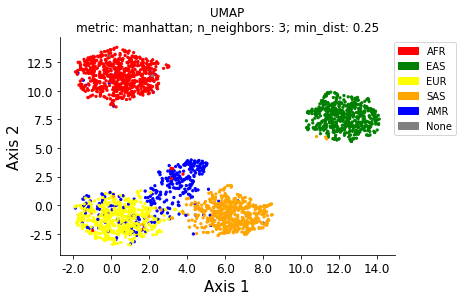 UMAP
metric: manhattan; n_neighbors: 3; min_dist: 0.25
AFR
EAS
EUR
SAS
AMR
None
Axis 2
12.5
10.0
7.5
5.0
2.5
0.0
-2.5
-2.0 0.0 2.0 4.0 6.0 8.0 10.0 12.0 14.0
Axis 1